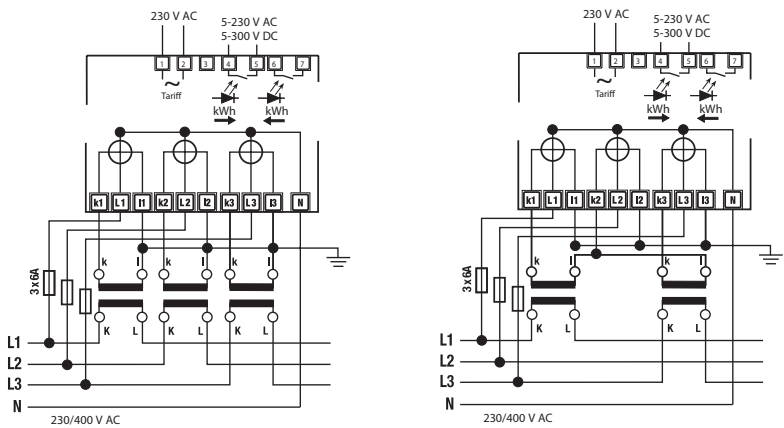 230 V AC
5-230 V AC
5-300 V DC
1 2 3 4 5 6 7
~
Tariff
kWh kWh
k1 L1 l1 k2 L2 l2 k3 L3 l3 N
k l
3x6A
K L K L K L
L1
L2
L3
N
230/400 V AC
230 V AC
5-230 V AC
5-300 V DC
1 2 3 4 5 6 7
~
Tariff
kWh kWh
k1 L1 l1 k2 L2 l2 k3 L3 l3 N
k l k l
3x6A
K L K L
L1
L2
L3
N
230/400 V AC